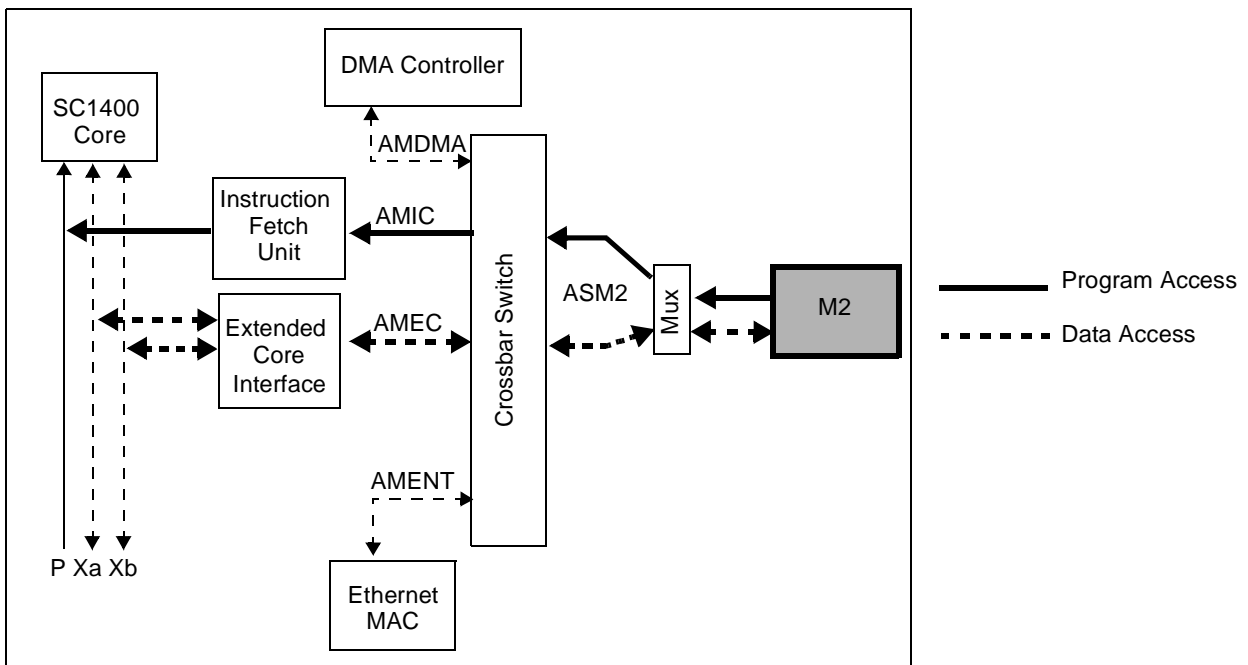 DMA Controller
SC1400
Core
AMDMA
Instruction
Fetch
Unit
AMIC
Crossbar Switch
ASM2
Mux
M2
Program Access
Data Access
Extended
Core
Interface
AMEC
AMENT
P Xa Xb
Ethernet
MAC